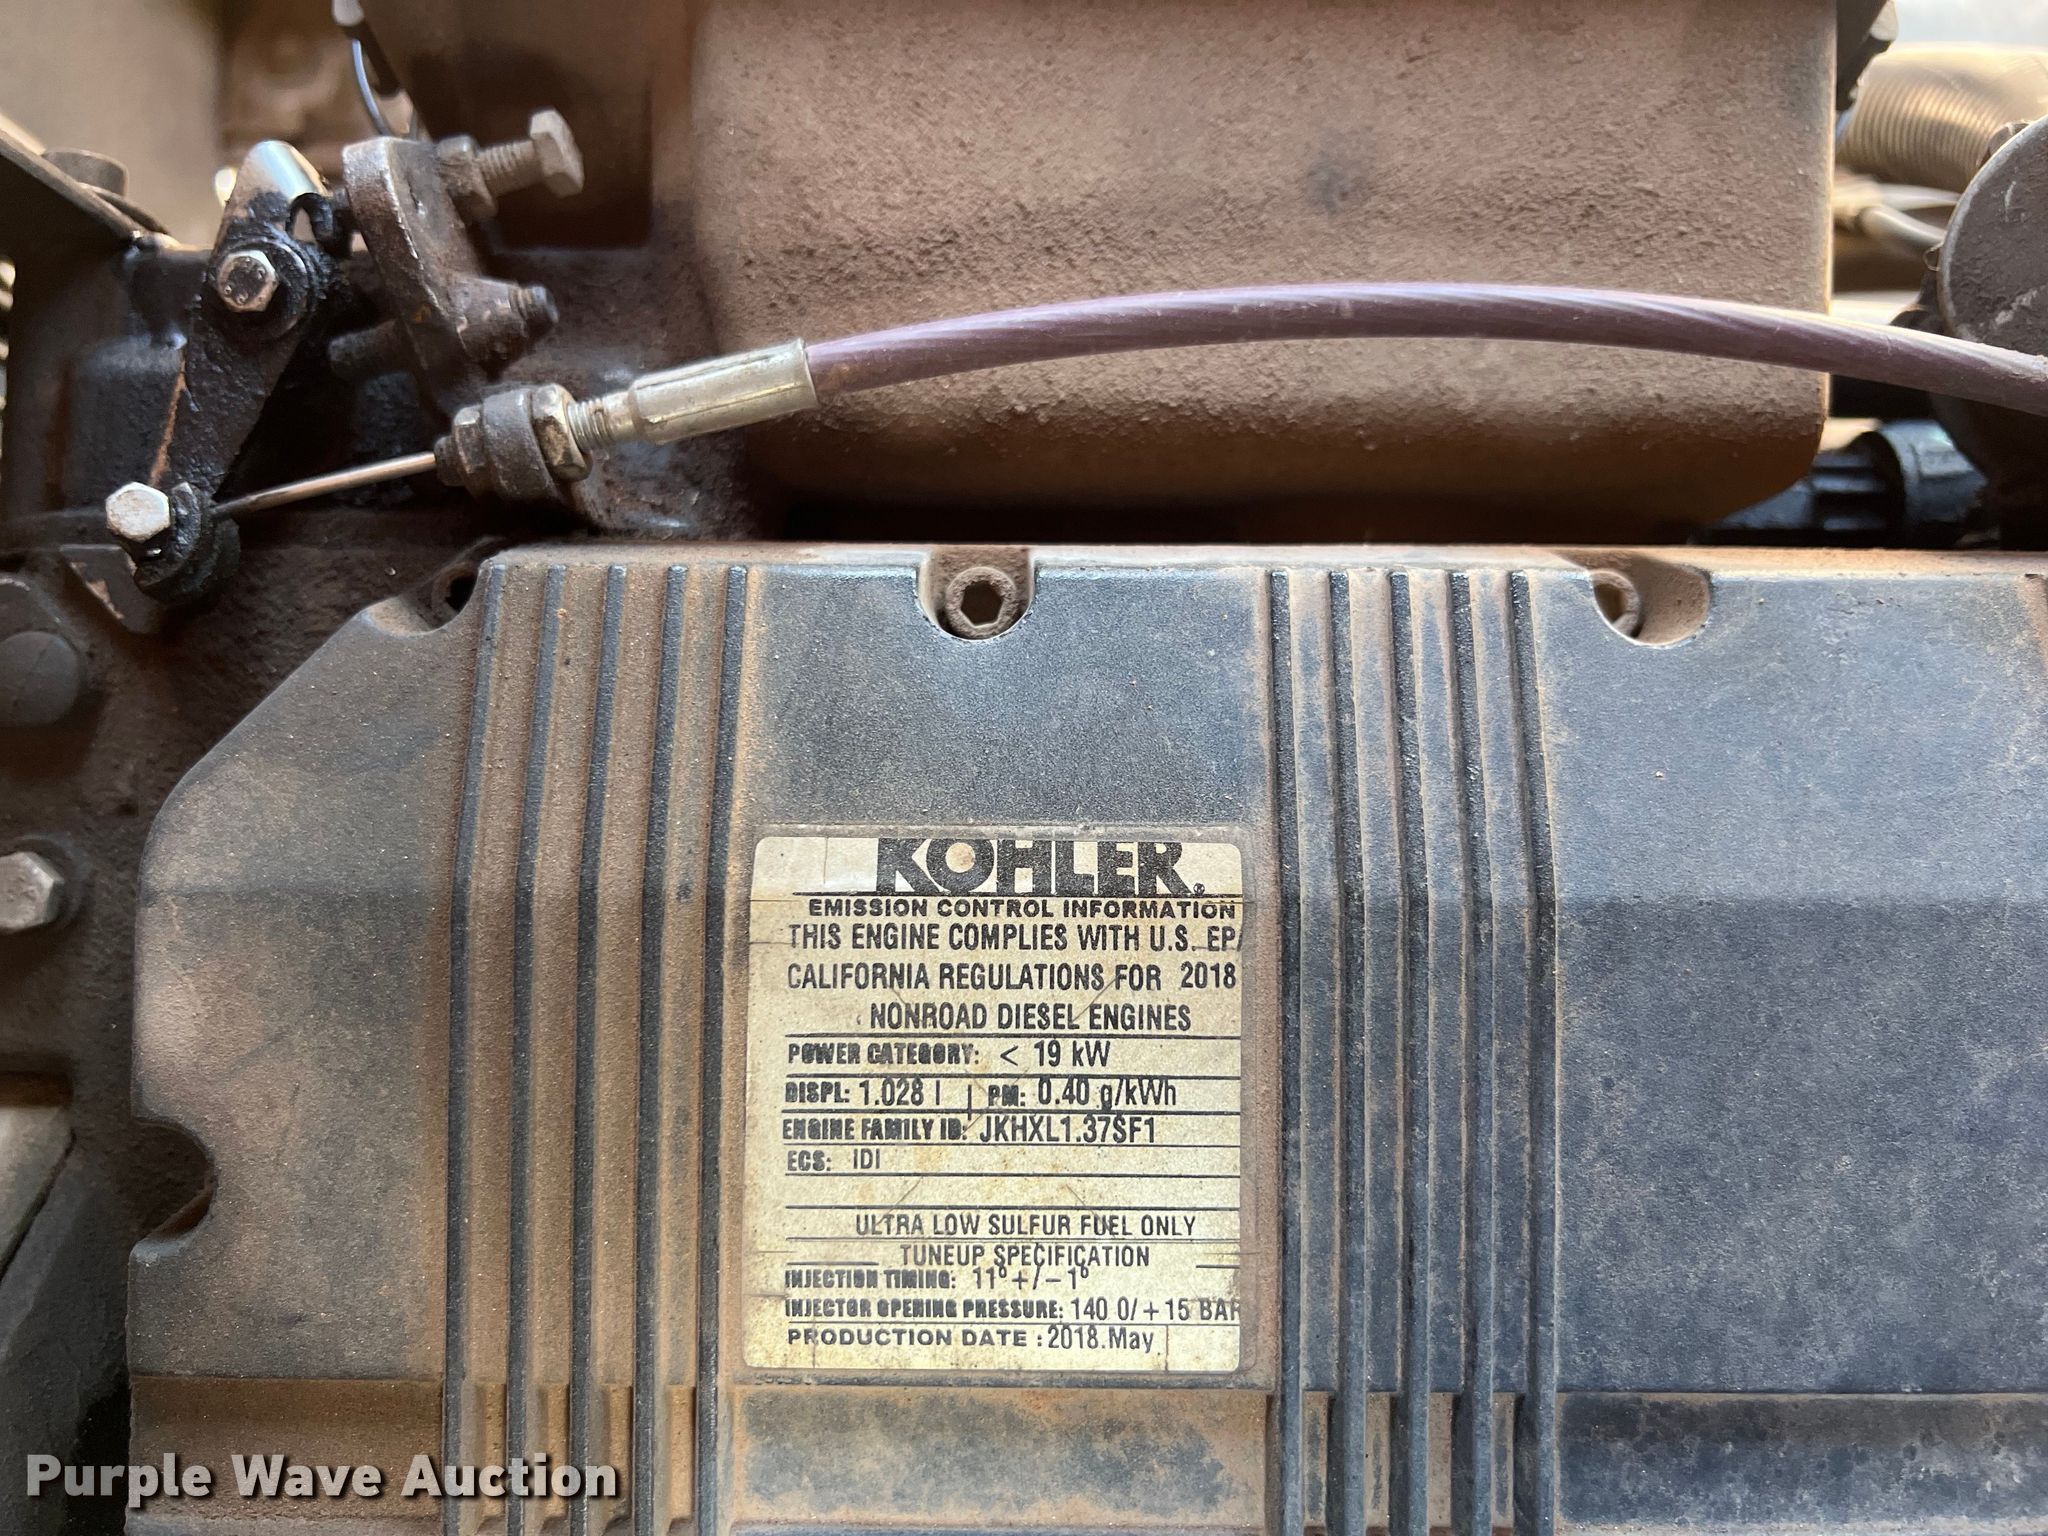 KOHLER®
EMISSION CONTROL INFORMATION
THIS ENGINE COMPLIES WITH U.S. EPA
CALIFORNIA REGULATIONS FOR 2018
NONROAD DIESEL ENGINES
POWER CATEGORY: < 19 kW
DISPL: 1.028 l PM: 0.40 g/kWh
ENGINE FAMILY ID: JKHXL1.37SF1
ECS: IDI
ULTRA LOW SULFUR FUEL ONLY
TUNEUP SPECIFICATION
INJECTION TIMING: 11° +/- 1°
INJECTOR OPENING PRESSURE: 140 0/+15 BAR
PRODUCTION DATE : 2018.May
Purple Wave Auction